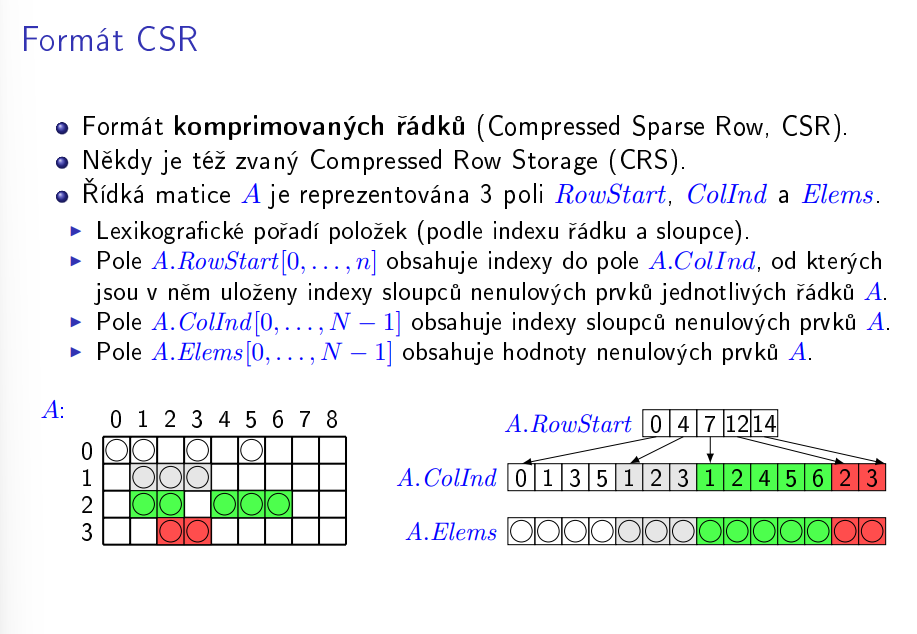 Formát CSR
Formát komprimovaných řádků (Compressed Sparse Row, CSR).
Někdy je též zvaný Compressed Row Storage (CRS).
Řídká matice A je reprezentována 3 poli RowStart, ColInd a Elems.
Lexikografické pořadí položek (podle indexu řádku a sloupce).
Pole A.RowStart[0, . . . , n] obsahuje indexy do pole A.ColInd, od kterých
jsou v něm uloženy indexy sloupců nenulových prvků jednotlivých řádků A.
Pole A.ColInd[0, . . . , N − 1] obsahuje indexy sloupců nenulových prvků A.
Pole A.Elems[0, . . . , N − 1] obsahuje hodnoty nenulových prvků A.
A:
0 1 2 3 4 5 6 7 8
0
1
2
3
A.RowStart 0 4 7 12 14
A.ColInd 0 1 3 5 1 2 3 1 2 4 5 6 2 3
A.Elems